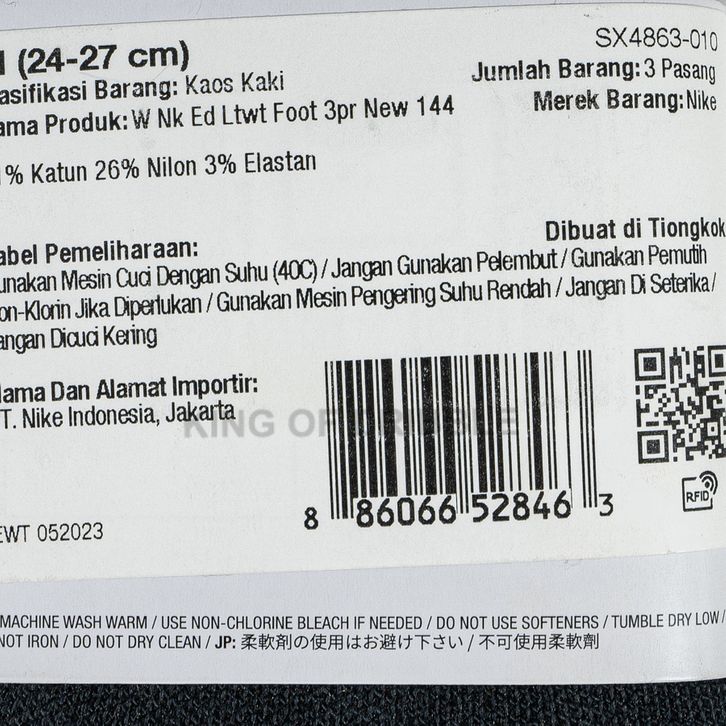 (24-27 cm)
SX4863-010
asifikasi Barang: Kaos Kaki
Jumlah Barang: 3 Pasang
ama Produk: W Nk Ed Ltwt Foot 3pr New 144
Merek Barang: Nike
% Katun 26% Nilon 3% Elastan
abel Pemeliharaan:
Dibuat di Tiongkok
unakan Mesin Cuci Dengan Suhu (40C) / Jangan Gunakan Pelembut / Gunakan Pemutih
on-Klorin Jika Diperlukan / Gunakan Mesin Pengering Suhu Rendah / Jangan Di Seterika /
angan Dicuci Kering
ama Dan Alamat Importir:
T. Nike Indonesia, Jakarta
KING OF
EWT 052023
8 86066 52846 3
RFID
MACHINE WASH WARM / USE NON-CHLORINE BLEACH IF NEEDED / DO NOT USE SOFTENERS / TUMBLE DRY LOW /
NOT IRON / DO NOT DRY CLEAN / JP: 柔軟剤の使用はお避け下さい / 不可使用柔軟劑